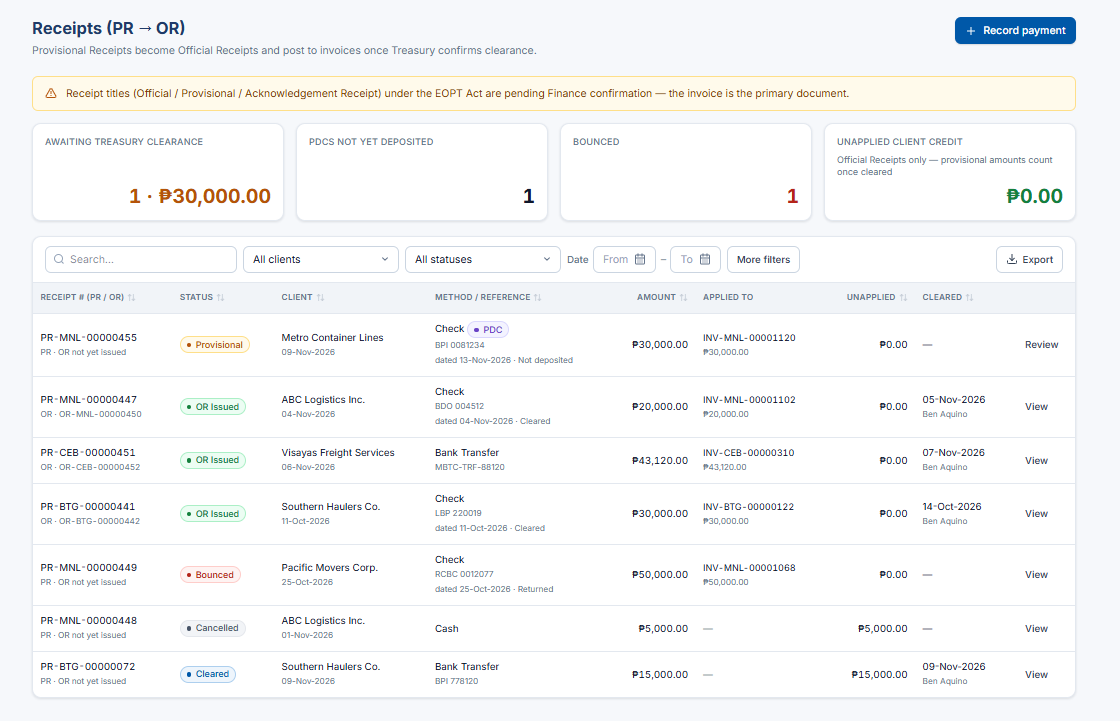 Receipts (PR → OR)
+ Record payment
Provisional Receipts become Official Receipts and post to invoices once Treasury confirms clearance.
Receipt titles (Official / Provisional / Acknowledgement Receipt) under the EOPT Act are pending Finance confirmation — the invoice is the primary document.
AWAITING TREASURY CLEARANCE
1 · ₱30,000.00
PDCS NOT YET DEPOSITED
1
BOUNCED
1
UNAPPLIED CLIENT CREDIT
Official Receipts only — provisional amounts count
once cleared
₱0.00
Search... All clients All statuses Date From – To More filters Export
RECEIPT # (PR / OR) STATUS CLIENT METHOD / REFERENCE AMOUNT APPLIED TO UNAPPLIED CLEARED
PR-MNL-00000455
PR · OR not yet issued
Provisional
Metro Container Lines
09-Nov-2026
Check PDC
BPI 0081234
dated 13-Nov-2026 · Not deposited
₱30,000.00
INV-MNL-00001120
₱30,000.00
₱0.00
—
Review
PR-MNL-00000447
OR · OR-MNL-00000450
OR Issued
ABC Logistics Inc.
04-Nov-2026
Check
BDO 004512
dated 04-Nov-2026 · Cleared
₱20,000.00
INV-MNL-00001102
₱20,000.00
₱0.00
05-Nov-2026
Ben Aquino
View
PR-CEB-00000451
OR · OR-CEB-00000452
OR Issued
Visayas Freight Services
06-Nov-2026
Bank Transfer
MBTC-TRF-88120
₱43,120.00
INV-CEB-00000310
₱43,120.00
₱0.00
07-Nov-2026
Ben Aquino
View
PR-BTG-00000441
OR · OR-BTG-00000442
OR Issued
Southern Haulers Co.
11-Oct-2026
Check
LBP 220019
dated 11-Oct-2026 · Cleared
₱30,000.00
INV-BTG-00000122
₱30,000.00
₱0.00
14-Oct-2026
Ben Aquino
View
PR-MNL-00000449
PR · OR not yet issued
Bounced
Pacific Movers Corp.
25-Oct-2026
Check
RCBC 0012077
dated 25-Oct-2026 · Returned
₱50,000.00
INV-MNL-00001068
₱50,000.00
₱0.00
—
View
PR-MNL-00000448
PR · OR not yet issued
Cancelled
ABC Logistics Inc.
01-Nov-2026
Cash
₱5,000.00
—
₱5,000.00
—
View
PR-BTG-00000072
PR · OR not yet issued
Cleared
Southern Haulers Co.
09-Nov-2026
Bank Transfer
BPI 778120
₱15,000.00
—
₱15,000.00
09-Nov-2026
Ben Aquino
View